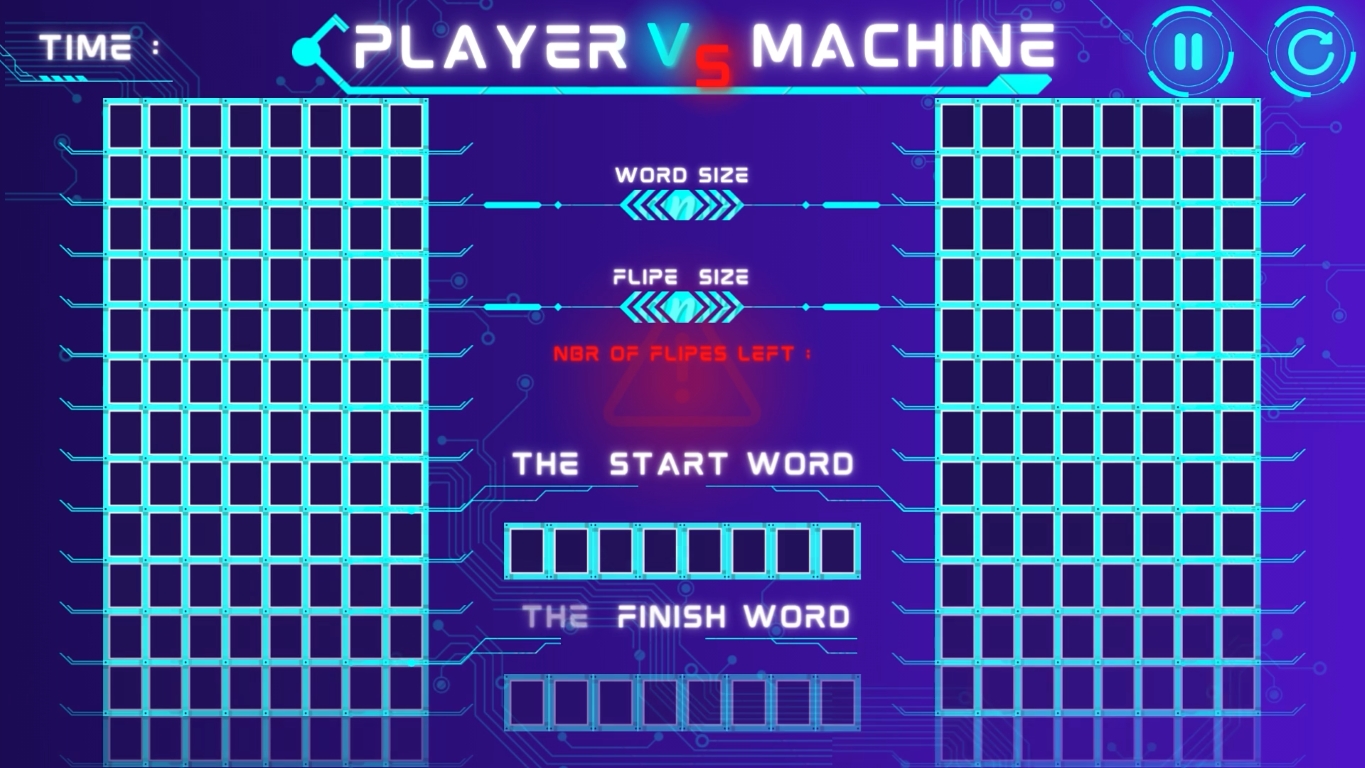 TIME :
PLAYER VS MACHINE
WORD SIZE
FLIPE SIZE
NBR OF FLIPES LEFT :
THE START WORD
THE FINISH WORD